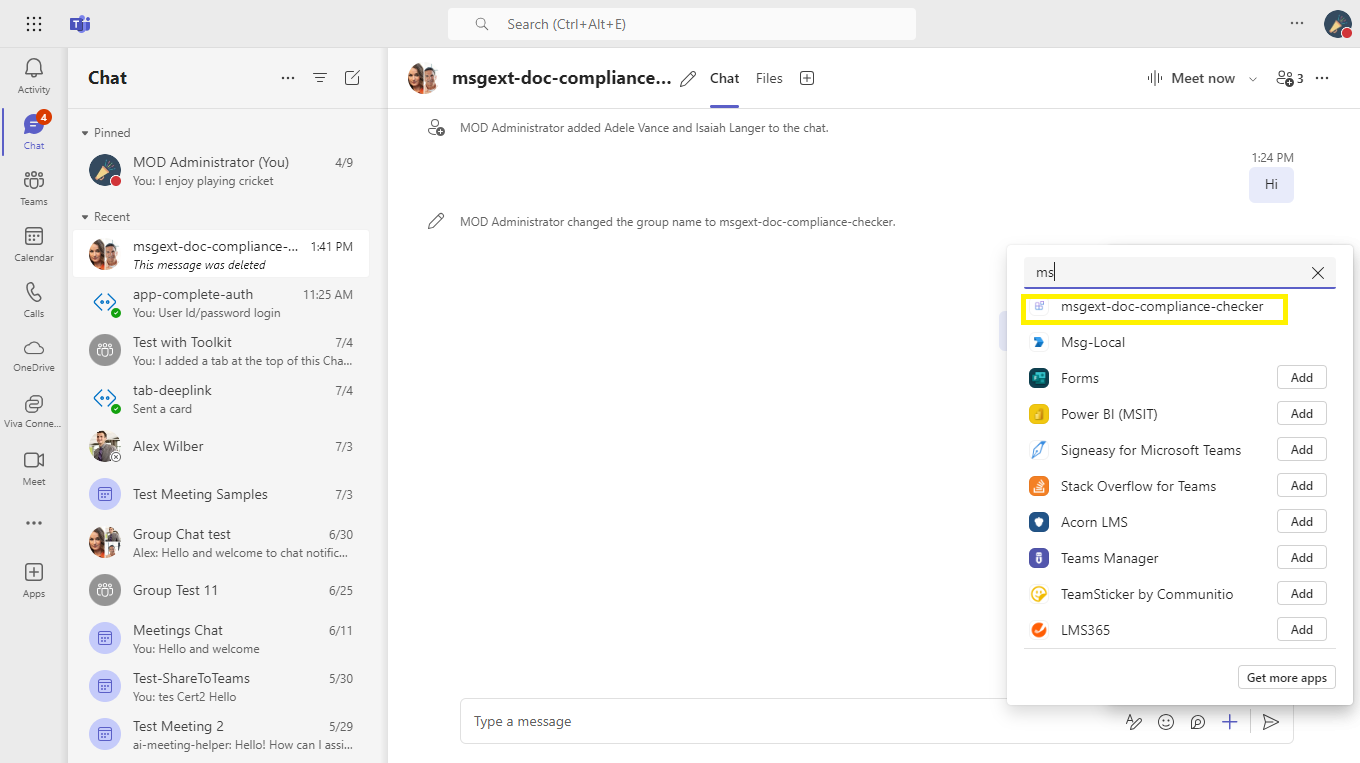 Search (Ctrl+Alt+E)
Activity
4
Chat
Teams
Calendar
Calls
OneDrive
Viva Conne...
Meet
Apps
Chat
Pinned
MOD Administrator (You) 4/9
You: I enjoy playing cricket
Recent
msgext-doc-compliance-... 1:41 PM
This message was deleted
app-complete-auth 11:25 AM
You: User Id/password login
Test with Toolkit 7/4
You: I added a tab at the top of this Cha...
tab-deeplink 7/4
Sent a card
Alex Wilber 7/3
Test Meeting Samples 7/3
Group Chat test 6/30
Alex: Hello and welcome to chat notific...
Group Test 11 6/25
Meetings Chat 6/11
You: Hello and welcome
Test-ShareToTeams 5/30
You: tes Cert2 Hello
Test Meeting 2 5/29
ai-meeting-helper: Hello! How can I assi...
msgext-doc-compliance... Chat Files Meet now 3
MOD Administrator added Adele Vance and Isaiah Langer to the chat.
1:24 PM
Hi
MOD Administrator changed the group name to msgext-doc-compliance-checker.
ms
msgext-doc-compliance-checker
Msg-Local
Forms Add
Power BI (MSIT) Add
Signeasy for Microsoft Teams Add
Stack Overflow for Teams Add
Acorn LMS Add
Teams Manager Add
TeamSticker by Communitio Add
LMS365 Add
Get more apps
Type a message